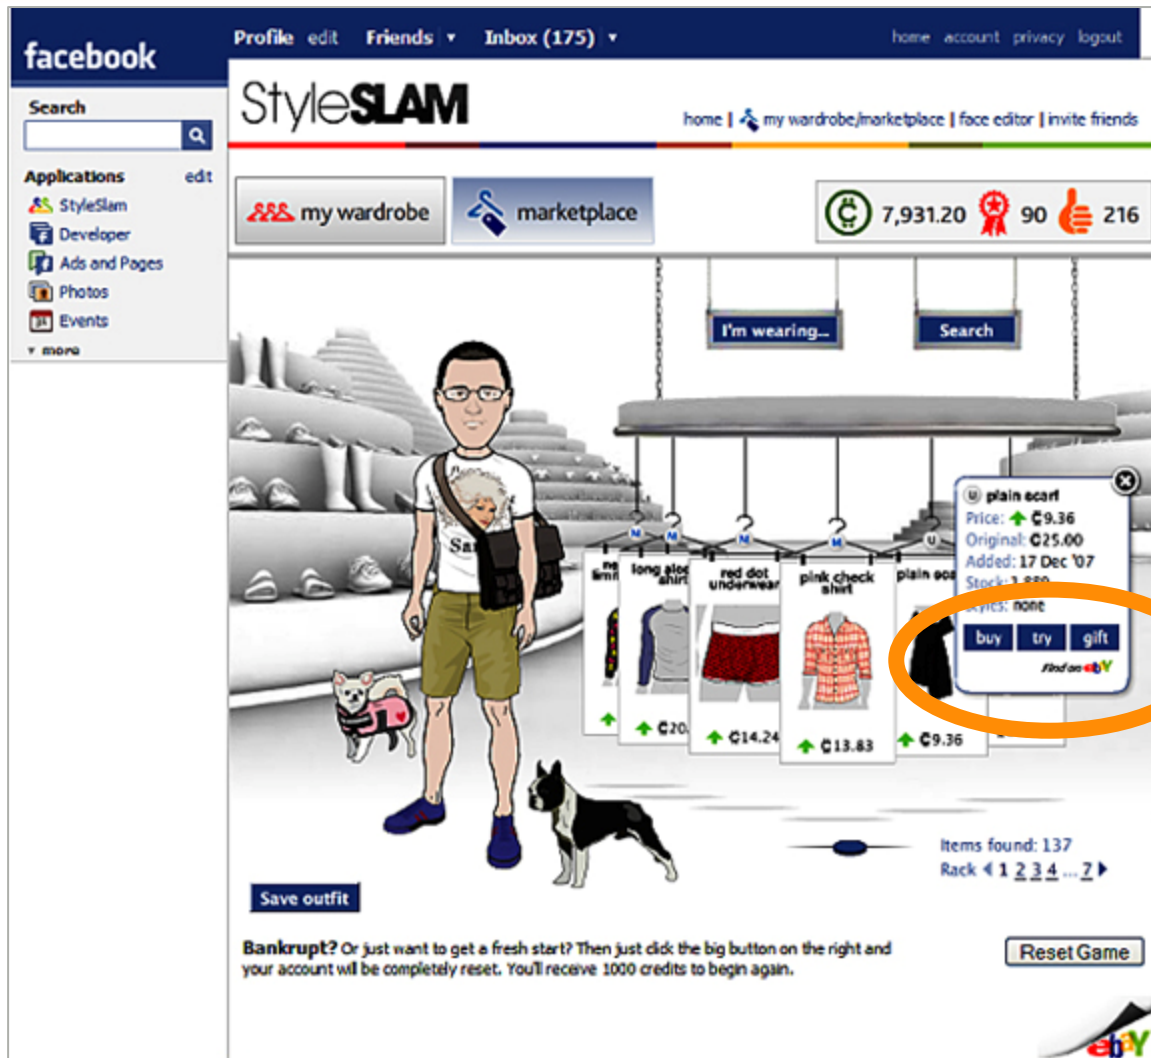 facebook
Profile edit Friends Inbox (175) home account privacy logout
Search
Applications edit
StyleSlam
Developer
Ads and Pages
Photos
Events
more
StyleSLAM
home | my wardrobe/marketplace | face editor | invite friends
my wardrobe marketplace
7,931.20 90 216
I'm wearing... Search
long
shirt
red dot
underwear
pink check
shirt
plain
₵20.
₵14.24
₵13.83
₵9.36
U plain scarf
Price: ₵9.36
Original: ₵25.00
Added: 17 Dec '07
Stock:
Styles: none
buy try gift
Find on ebY
Items found: 137
Rack 1 2 3 4 ... 7
Save outfit
Bankrupt? Or just want to get a fresh start? Then just click the big button on the right and
your account will be completely reset. You'll receive 1000 credits to begin again.
Reset Game
ebaY